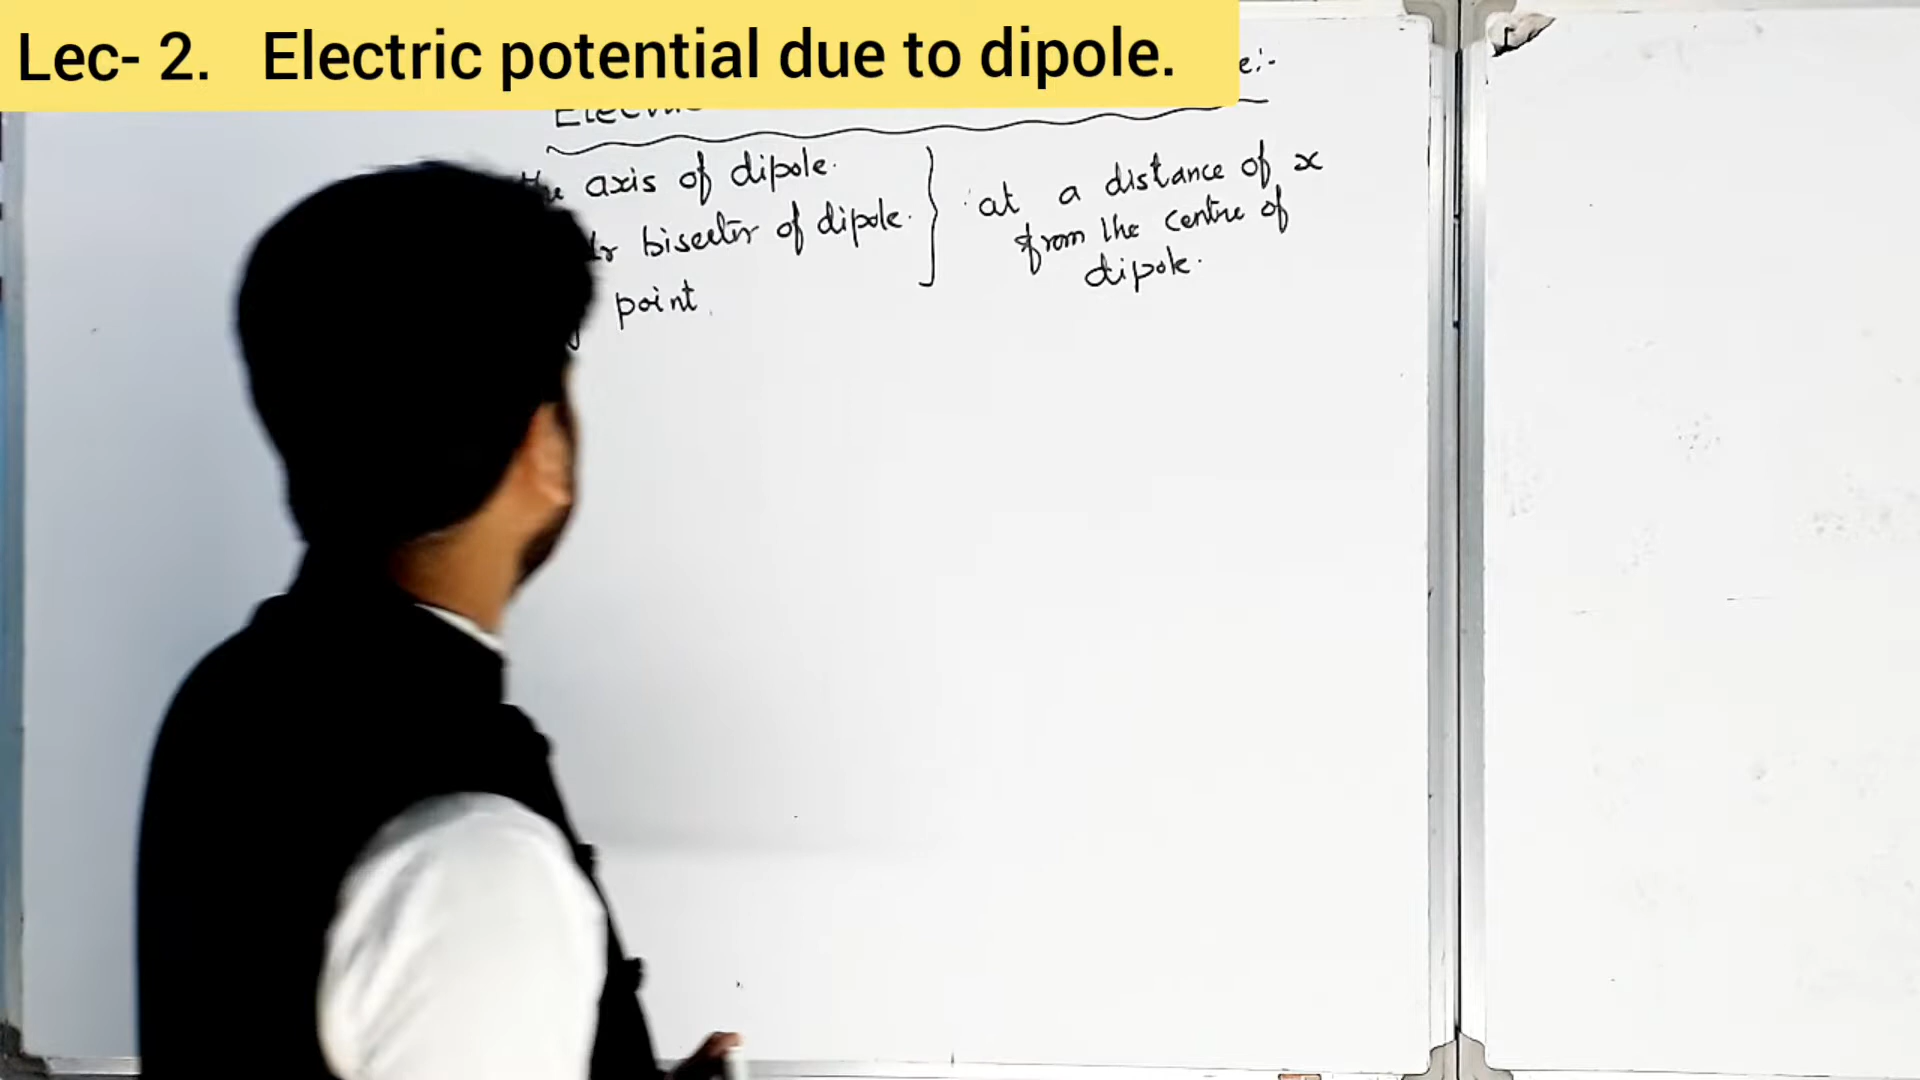 Lec- 2. Electric potential due to dipole.
e:-
axis of dipole.
bisector of dipole.
point.
at a distance of x
from the centre of
dipole.